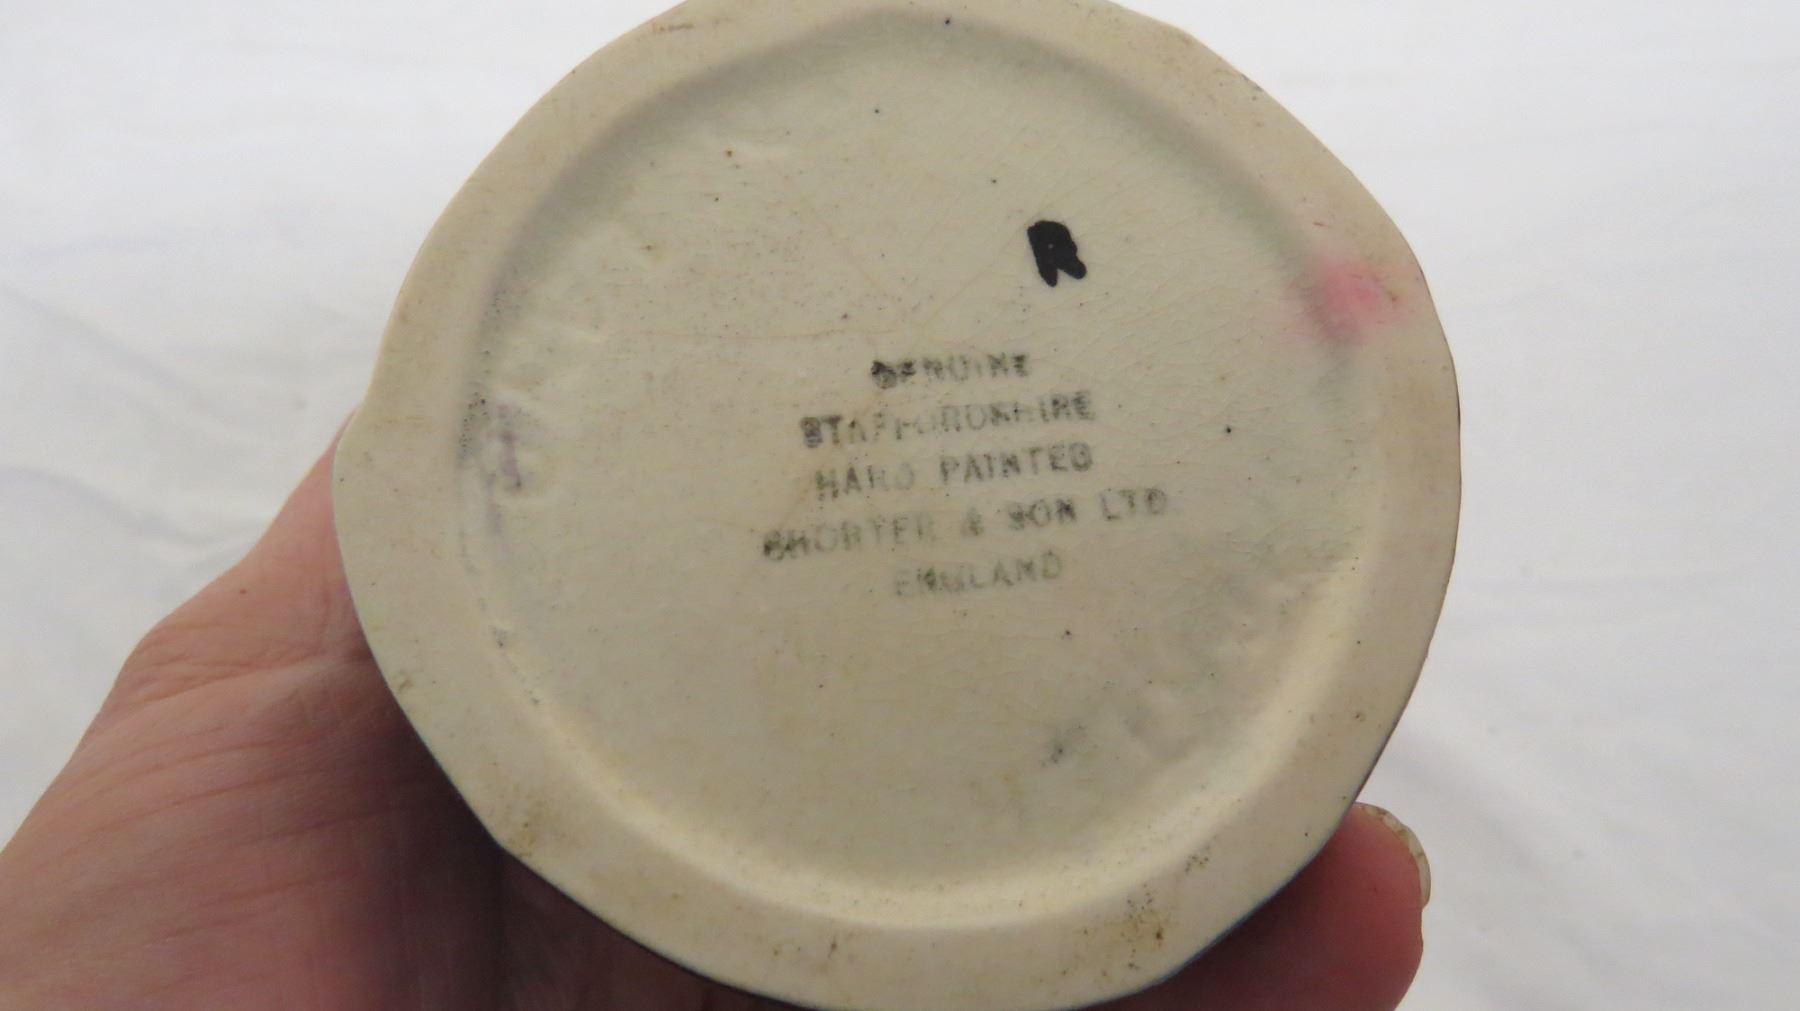 R
GENUINE
STAFFORDSHIRE
HAND PAINTED
SHORTER & SON LTD.
ENGLAND